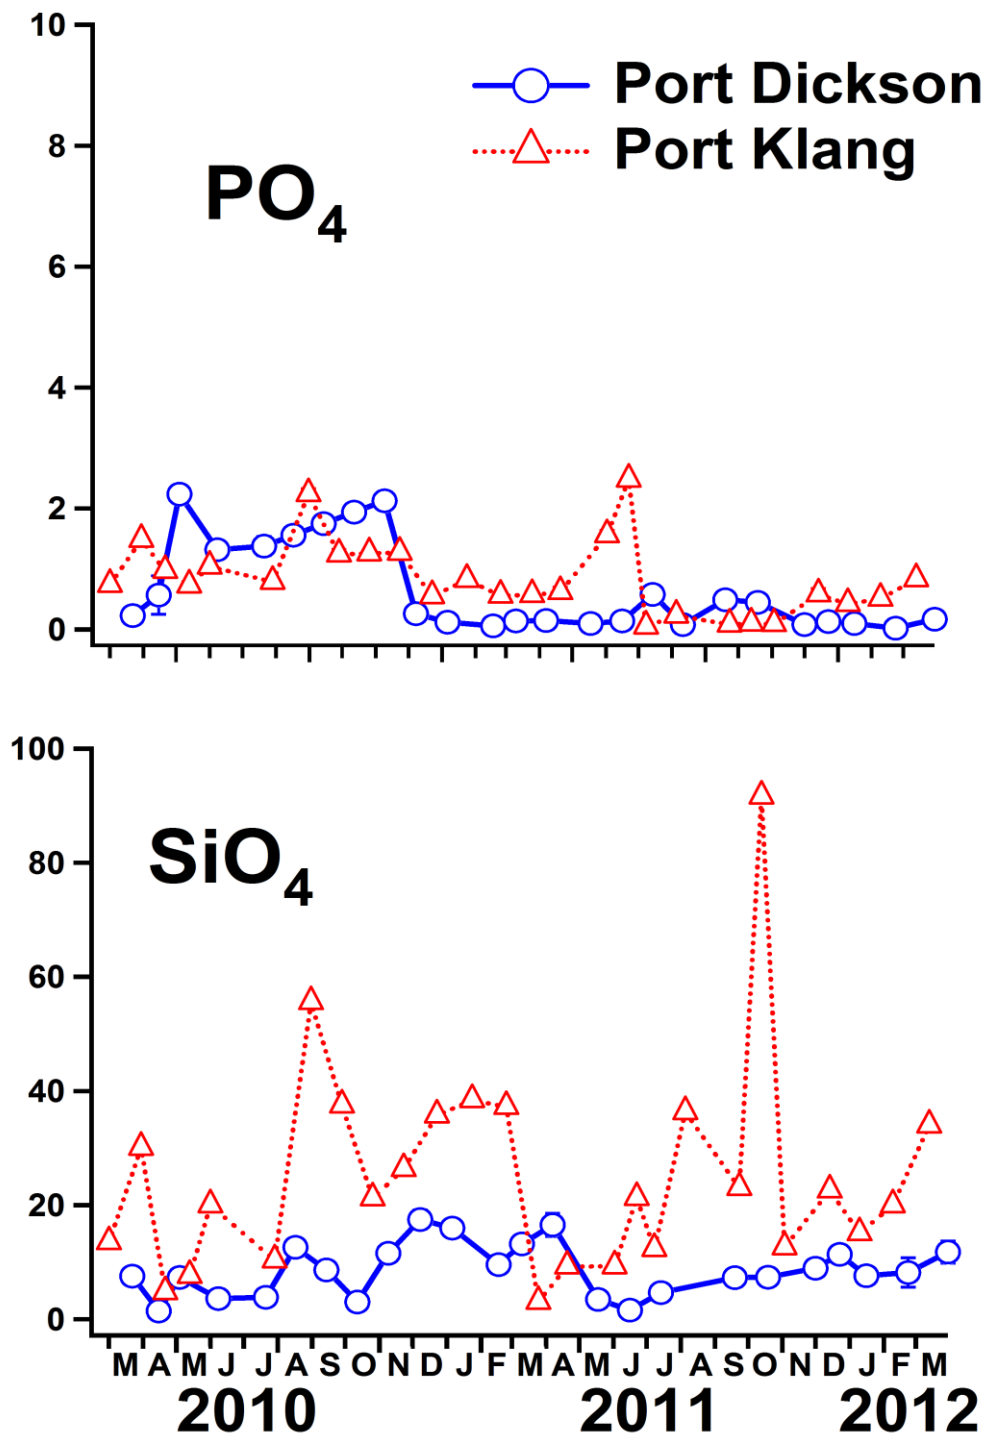 10
Port Dickson
Port Klang
8
PO4
6
4
2
0
100
SiO4
80
60
40
20
0
M A M J J A S O N D J F M A M J J A S O N D J F M
2010 2011 2012